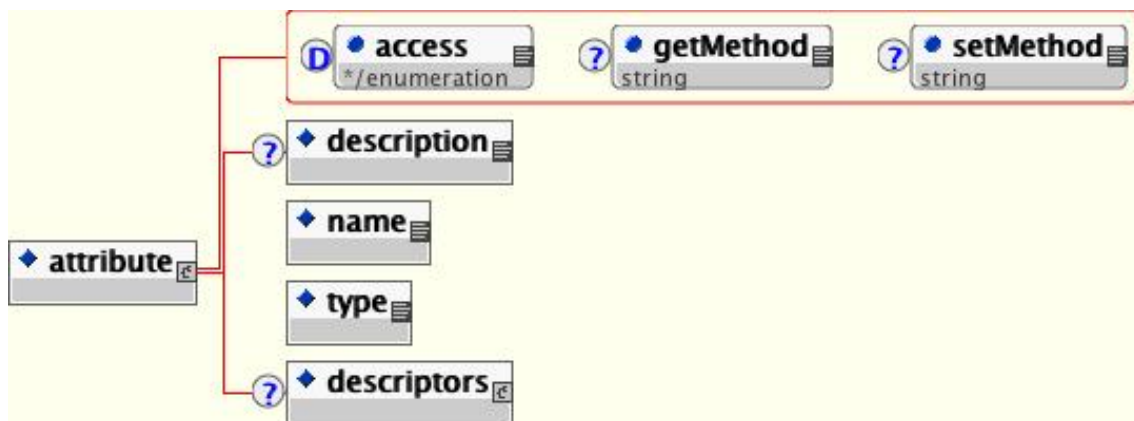 D access ? getMethod ? setMethod
*/enumeration string string
? description
name
attribute
type
? descriptors